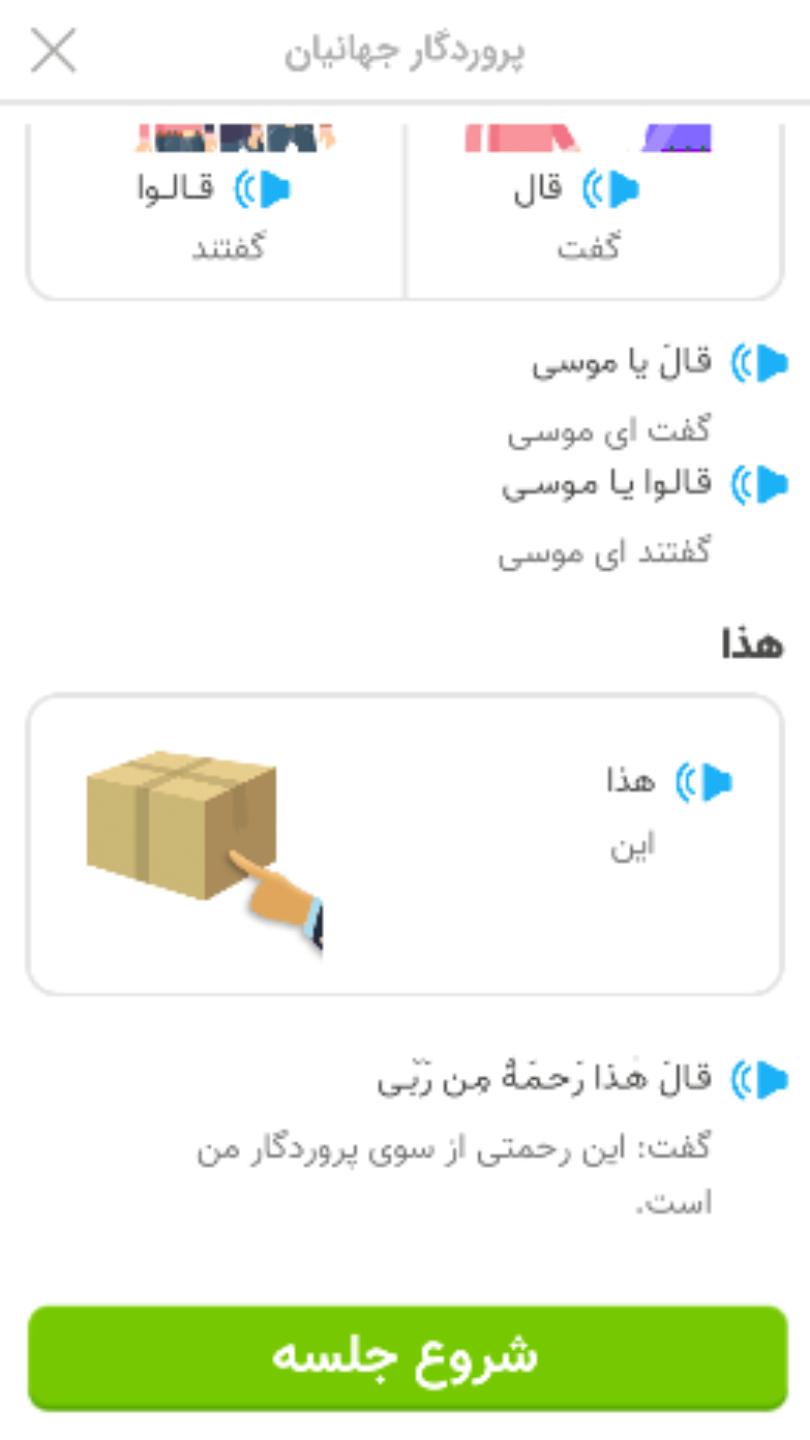 پروردگار جهانیان
قال
قالوا
گفت
گفتند
قالَ یا موسی
گفت ای موسی
قالوا یا موسی
گفتند ای موسی
هذا
هذا
این
قالَ هَٰذا رَحمَةٌ مِن رَبّی
گفت: این رحمتی از سوی پروردگار من
است.
شروع جلسه